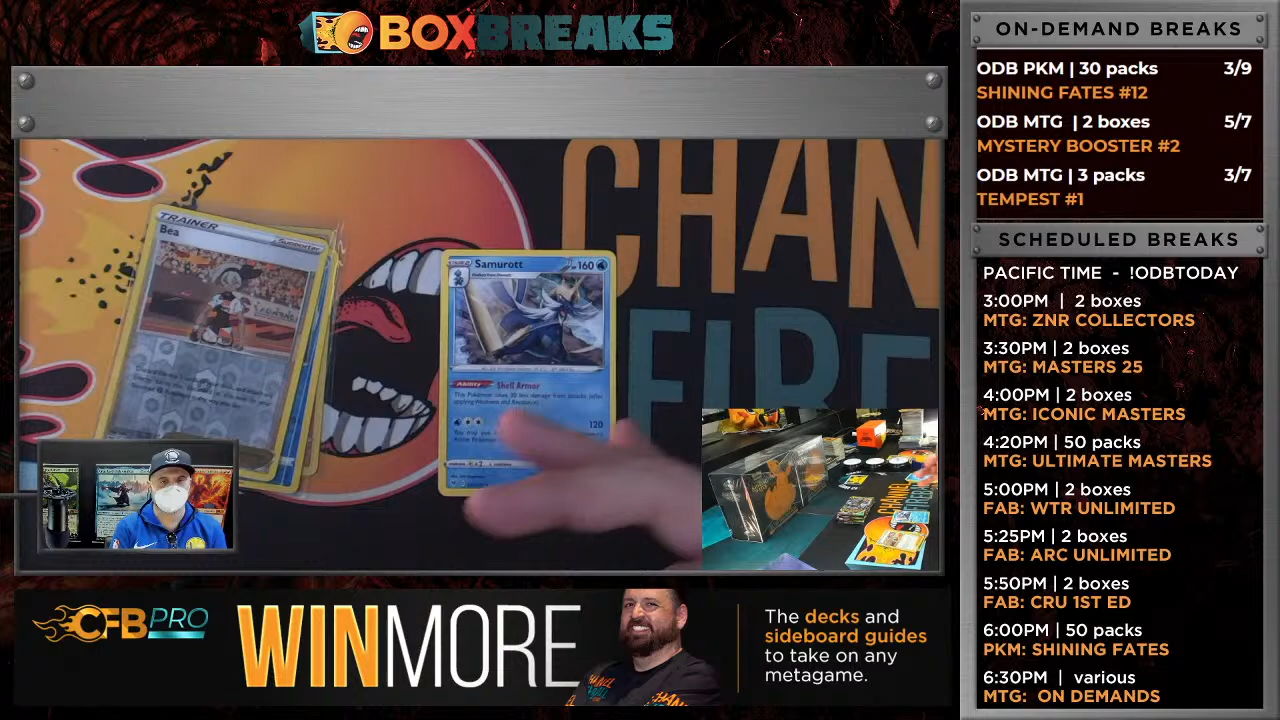 BOXBREAKS
CHAN
FIRE
TRAINER
Supporter
Bea
Samurott
160
Ability
Shell Armor
120
CFBPRO
WINMORE
The decks and
sideboard guides
to take on any
metagame.
ON-DEMAND BREAKS
ODB PKM | 30 packs 3/9
SHINING FATES #12
ODB MTG | 2 boxes 5/7
MYSTERY BOOSTER #2
ODB MTG | 3 packs 3/7
TEMPEST #1
SCHEDULED BREAKS
PACIFIC TIME - !ODBTODAY
3:00PM | 2 boxes
MTG: ZNR COLLECTORS
3:30PM | 2 boxes
MTG: MASTERS 25
4:00PM | 2 boxes
MTG: ICONIC MASTERS
4:20PM | 50 packs
MTG: ULTIMATE MASTERS
5:00PM | 2 boxes
FAB: WTR UNLIMITED
5:25PM | 2 boxes
FAB: ARC UNLIMITED
5:50PM | 2 boxes
FAB: CRU 1ST ED
6:00PM | 50 packs
PKM: SHINING FATES
6:30PM | various
MTG: ON DEMANDS